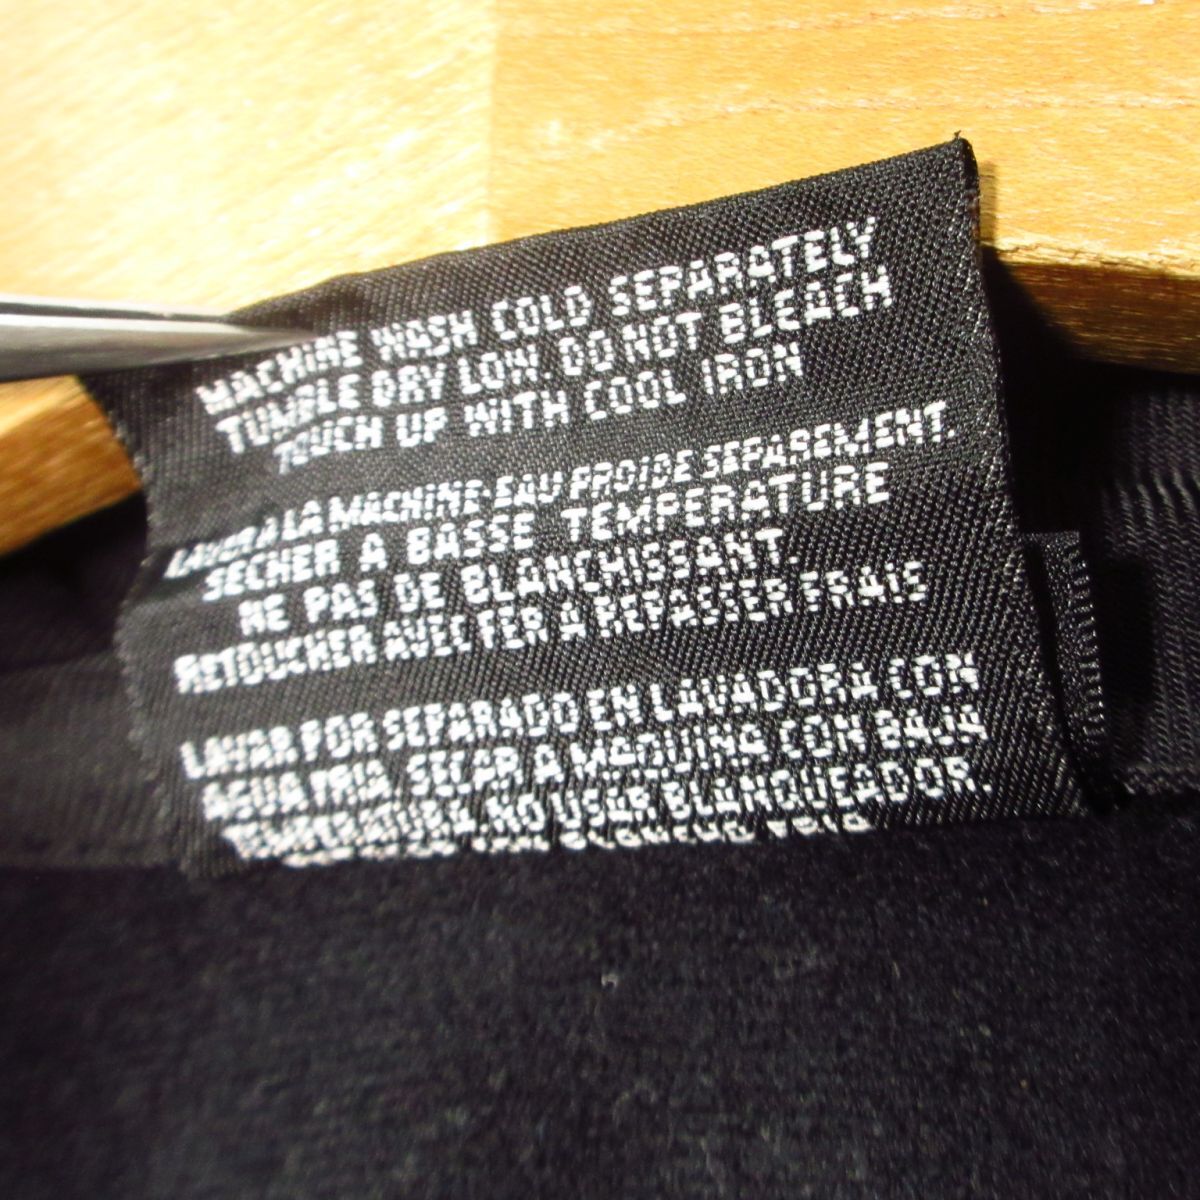 MACHINE WASH COLD SEPARATELY
TUMBLE DRY LOW. DO NOT BLEACH
TOUCH UP WITH COOL IRON
LAVER A LA MACHINE EAU FROIDE SEPAREMENT.
SECHER A BASSE TEMPERATURE
NE PAS DE BLANCHISSANT.
RETOUCHER AVEC FER A REPASSER FRAIS
LAVAR POR SEPARADO EN LAVADORA CON
AGUA FRIA. SECAR A MAQUINA CON BAJA
TEMPERATURA. NO USAR BLANQUEADOR.